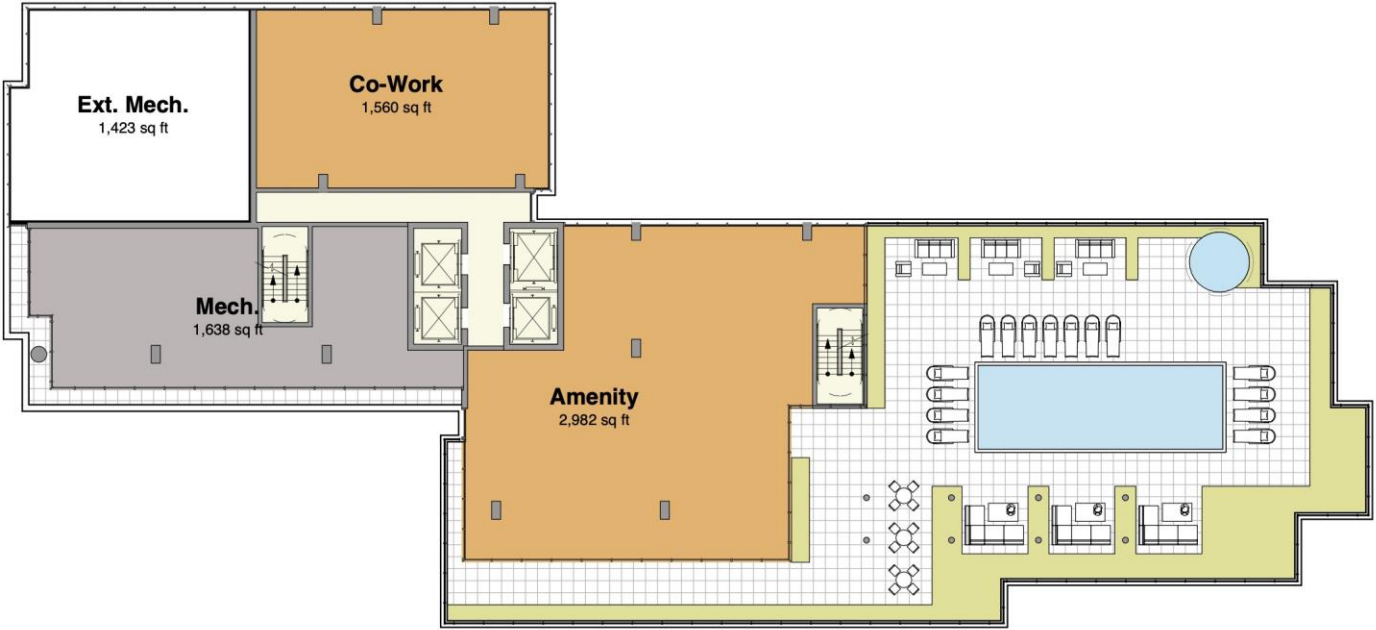 Ext. Mech.
1,423 sq ft
Co-Work
1,560 sq ft
Mech.
1,638 sq ft
Amenity
2,982 sq ft